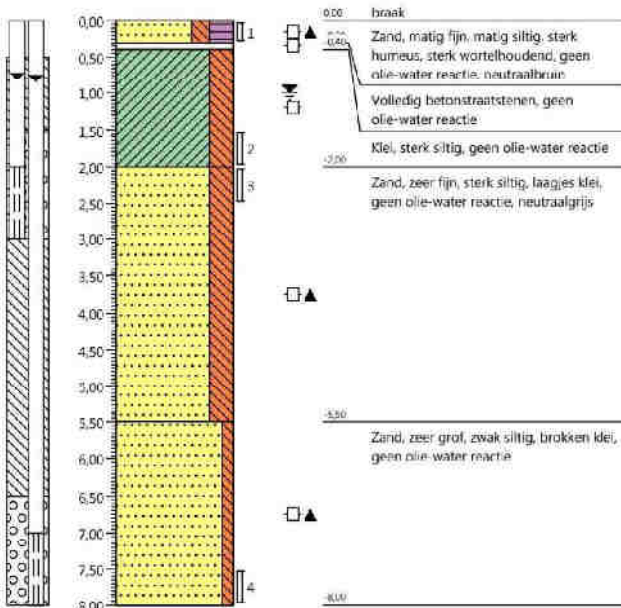 0,00
0,50
1,00
1,50
2,00
2,50
3,00
3,50
4,00
4,50
5,00
5,50
6,00
6,50
7,00
7,50
8,00
1
2
3
4
0,00
braak
Zand, matig fijn, matig siltig, sterk
humeus, sterk wortelhoudend, geen
olie-water reactie, neutraalbruin
-0,40
Volledig betonstraatstenen, geen
olie-water reactie
Klei, sterk siltig, geen olie-water reactie
-2,00
Zand, zeer fijn, sterk siltig, laagjes klei,
geen olie-water reactie, neutraalgrijs
-5,50
Zand, zeer grof, zwak siltig, brokken klei,
geen olie-water reactie
-8,00